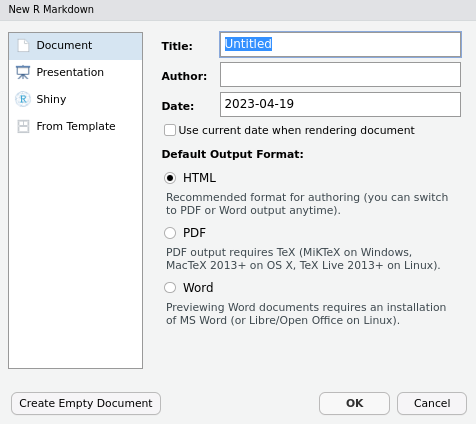 New R Markdown
Document
Presentation
Shiny
From Template
Title: Untitled
Author:
Date: 2023-04-19
Use current date when rendering document
Default Output Format:
HTML
Recommended format for authoring (you can switch
to PDF or Word output anytime).
PDF
PDF output requires TeX (MiKTeX on Windows,
MacTeX 2013+ on OS X, TeX Live 2013+ on Linux).
Word
Previewing Word documents requires an installation
of MS Word (or Libre/Open Office on Linux).
Create Empty Document
OK
Cancel